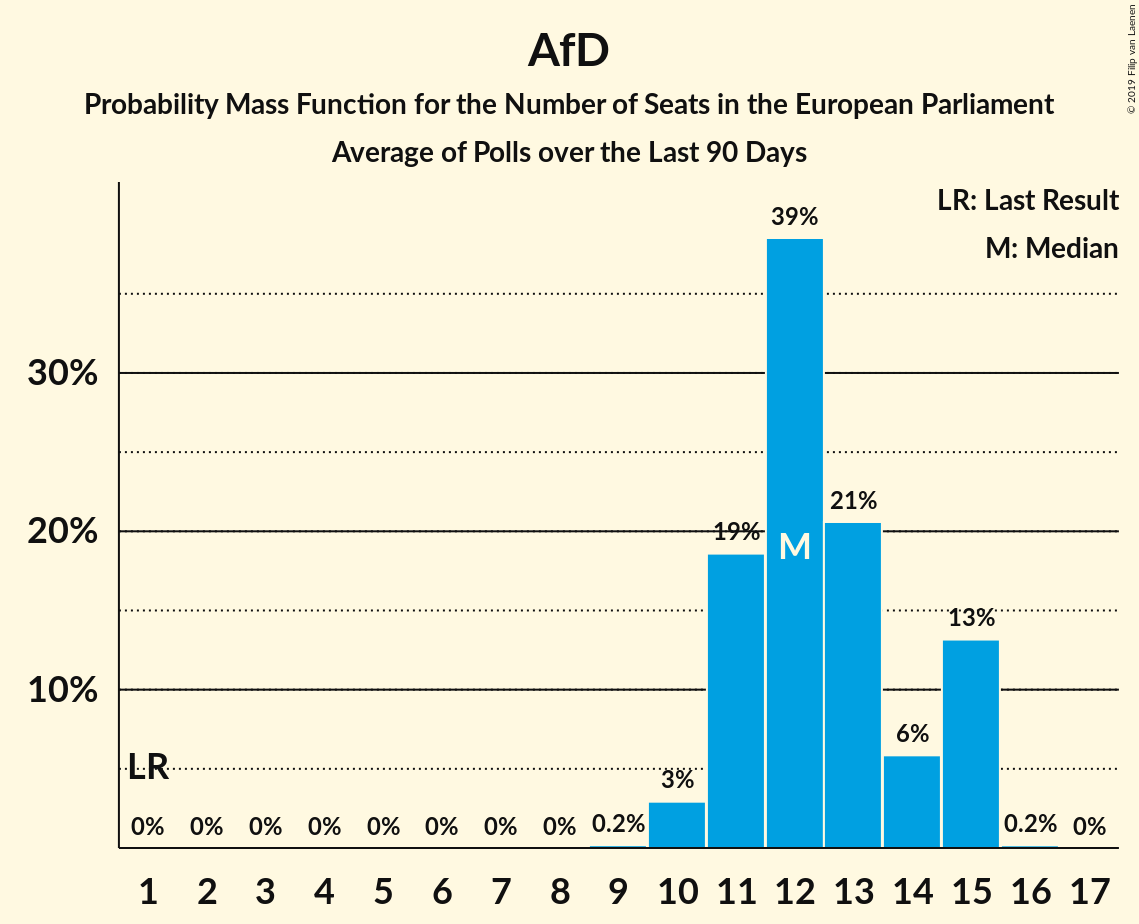 AfD
Probability Mass Function for the Number of Seats in the European Parliament
Average of Polls over the Last 90 Days
© 2019 Filip van Laenen
LR: Last Result
M: Median
39%
30%
21%
20%
19%
M
13%
10%
6%
LR
3%
0% 0% 0% 0% 0% 0% 0% 0% 0.2% 0.2% 0%
1 2 3 4 5 6 7 8 9 10 11 12 13 14 15 16 17